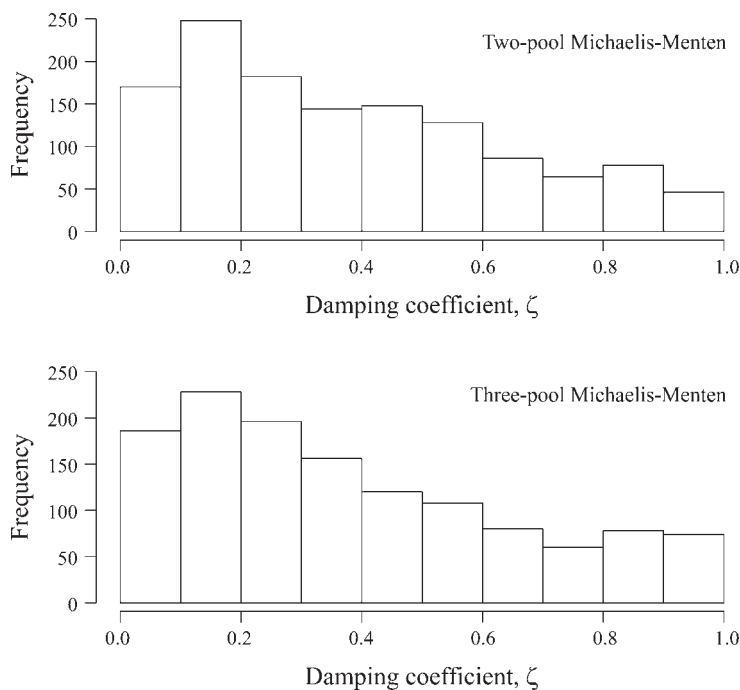 250
Two-pool Michaelis-Menten
200
150
100
50
0
Frequency
0.0 0.2 0.4 0.6 0.8 1.0
Damping coefficient, ζ
250
Three-pool Michaelis-Menten
200
150
100
50
0
Frequency
0.0 0.2 0.4 0.6 0.8 1.0
Damping coefficient, ζ